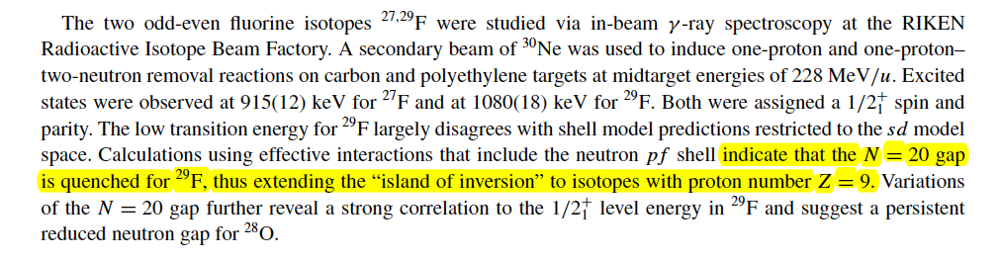 The two odd-even fluorine isotopes ²⁷,²⁹F were studied via in-beam γ-ray spectroscopy at the RIKEN
Radioactive Isotope Beam Factory. A secondary beam of ³⁰Ne was used to induce one-proton and one-proton–
two-neutron removal reactions on carbon and polyethylene targets at midtarget energies of 228 MeV/u. Excited
states were observed at 915(12) keV for ²⁷F and at 1080(18) keV for ²⁹F. Both were assigned a 1/2₁⁺ spin and
parity. The low transition energy for ²⁹F largely disagrees with shell model predictions restricted to the sd model
space. Calculations using effective interactions that include the neutron pf shell indicate that the N = 20 gap
is quenched for ²⁹F, thus extending the “island of inversion” to isotopes with proton number Z = 9. Variations
of the N = 20 gap further reveal a strong correlation to the 1/2₁⁺ level energy in ²⁹F and suggest a persistent
reduced neutron gap for ²⁸O.